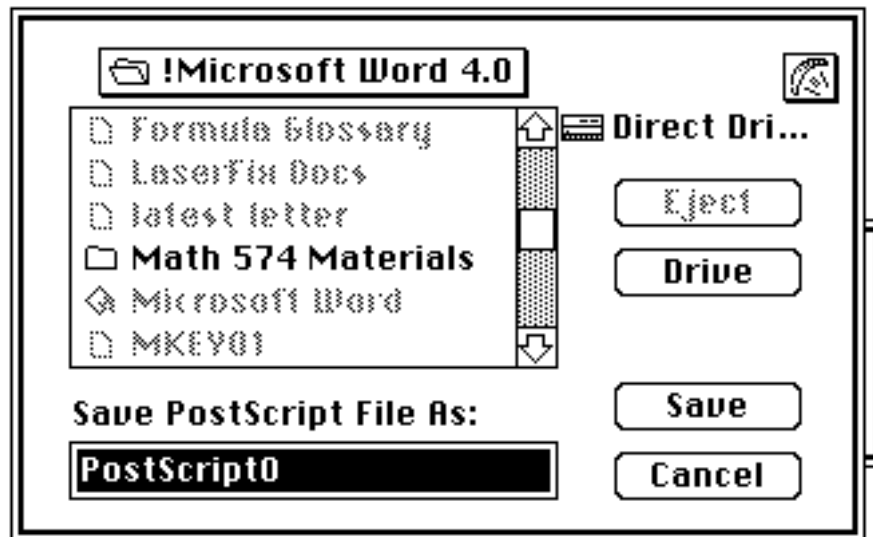 !Microsoft Word 4.0
Formula Glossary
Direct Dri...
LaserFix Docs
latest letter
Eject
Math 574 Materials
Drive
Microsoft Word
MKEY01
Save PostScript File As:
Save
PostScript0
Cancel